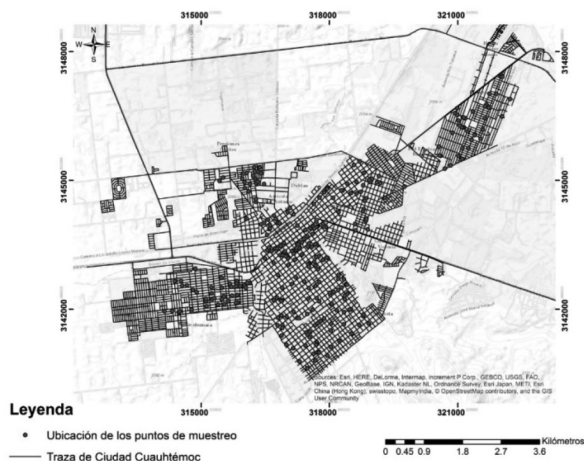 315000 318000 321000
N
W E
S
3148000 3148000
3145000 3145000
3142000 3142000
Sources: Esri, HERE, DeLorme, Intermap, increment P Corp., GEBCO, USGS, FAO,
NPS, NRCAN, GeoBase, IGN, Kadaster NL, Ordnance Survey, Esri Japan, METI, Esri
China (Hong Kong), swisstopo, MapmyIndia, © OpenStreetMap contributors, and the GIS
User Community
315000 318000 321000
Leyenda
Ubicación de los puntos de muestreo
Traza de Ciudad Cuauhtémoc
Kilómetros
0 0.45 0.9 1.8 2.7 3.6